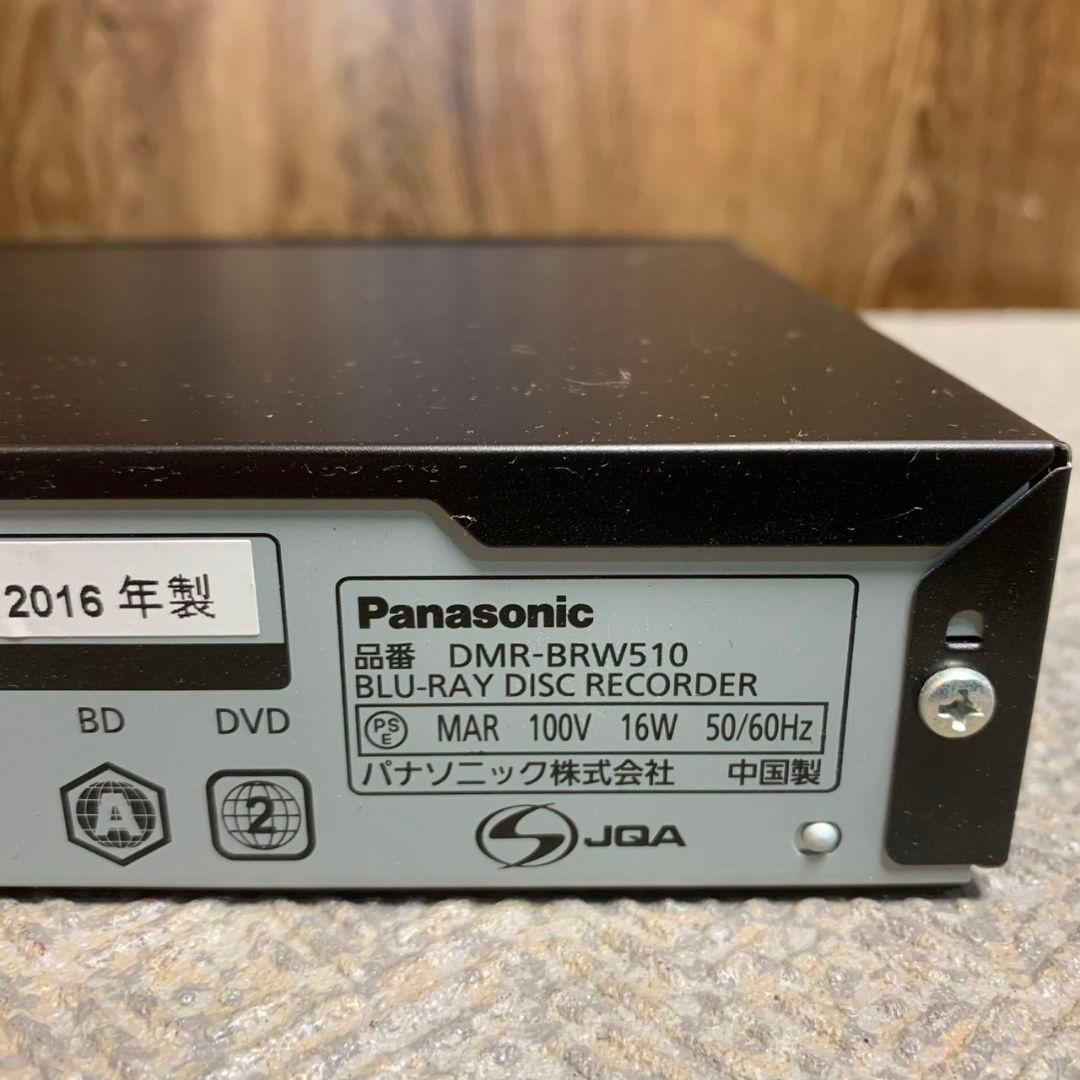 2016 年製
BD DVD
A 2
Panasonic
品番 DMR-BRW510
BLU-RAY DISC RECORDER
PSE MAR 100V 16W 50/60Hz
パナソニック株式会社 中国製
JQA